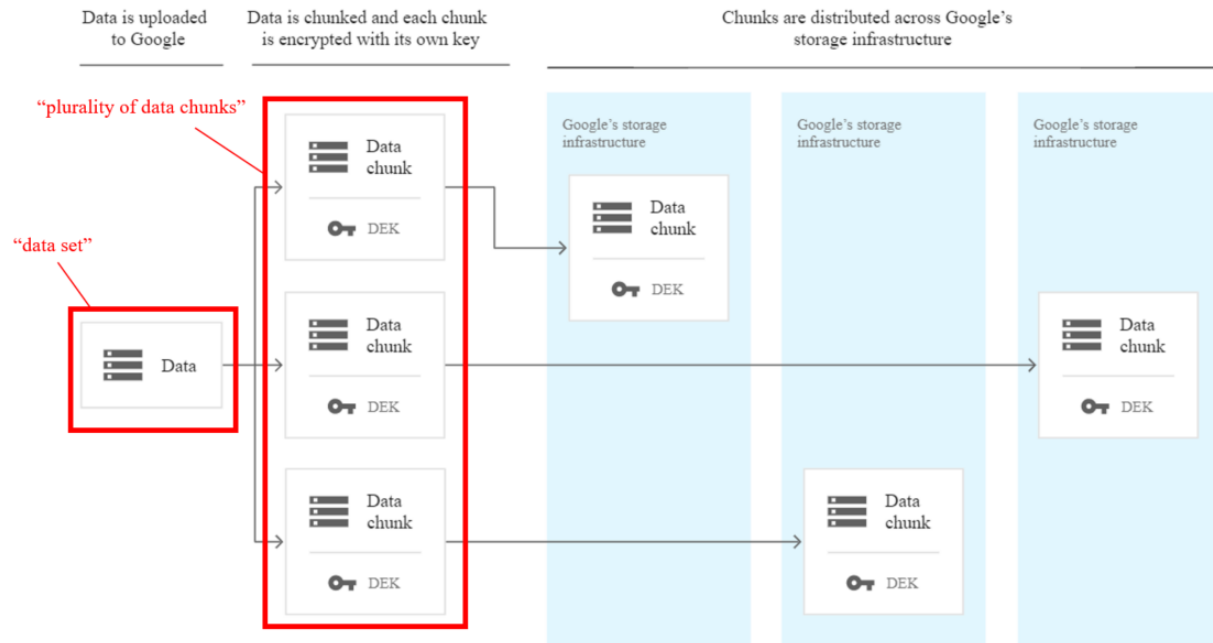 Data is uploaded
to Google
Data is chunked and each chunk
is encrypted with its own key
Chunks are distributed across Google’s
storage infrastructure
“plurality of data chunks”
“data set”
Data
Data
chunk
DEK
Data
chunk
DEK
Data
chunk
DEK
Google’s storage
infrastructure
Data
chunk
DEK
Google’s storage
infrastructure
Data
chunk
DEK
Google’s storage
infrastructure
Data
chunk
DEK